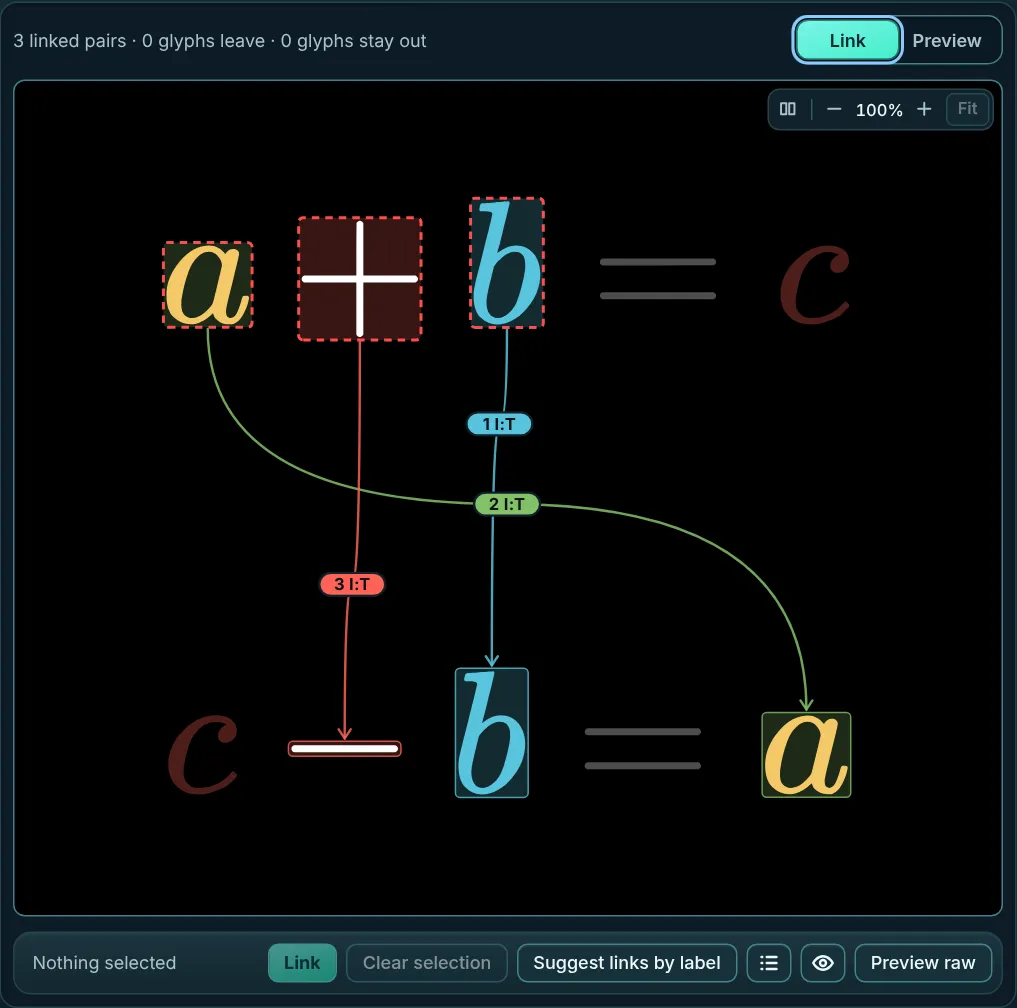 3 linked pairs · 0 glyphs leave · 0 glyphs stay out
Link Preview
100% Fit
a + b = c
1 I:T
2 I:T
3 I:T
c − b = a
Nothing selected Link Clear selection Suggest links by label Preview raw